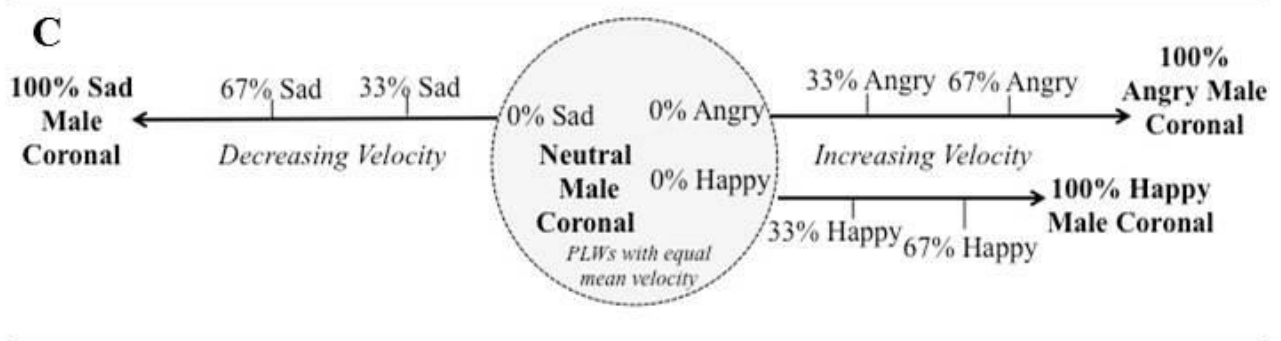 C
100% Sad
Male
Coronal
67% Sad
33% Sad
Decreasing Velocity
0% Sad
0% Angry
Neutral
Male
Coronal
0% Happy
PLWs with equal
mean velocity
33% Angry
67% Angry
Increasing Velocity
100%
Angry Male
Coronal
33% Happy
67% Happy
100% Happy
Male Coronal